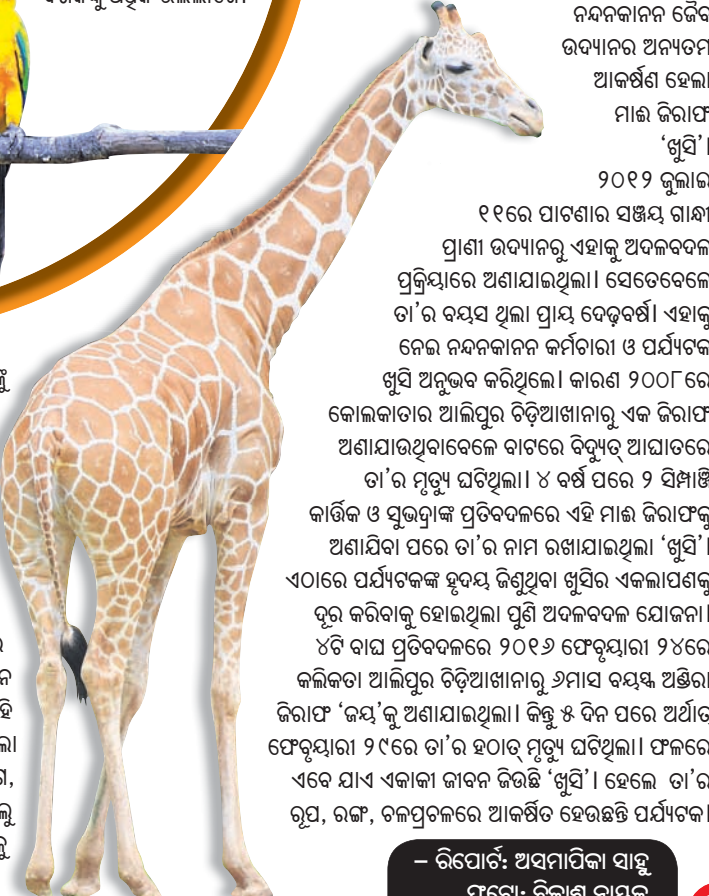 ନନ୍ଦନକାନନ ଜୈବ
ଉଦ୍ୟାନର ଅନ୍ୟତମ
ଆକର୍ଷଣ ହେଲା
ମାଈ ଜିରାଫ
‘ଖୁସି’।
୨୦୧୨ ଜୁଲାଇ
୧୧ରେ ପାଟଣାର ସଞ୍ଜୟ ଗାନ୍ଧୀ
ପ୍ରାଣୀ ଉଦ୍ୟାନରୁ ଏହାକୁ ଅଦଳବଦଳ
ପ୍ରକ୍ରିୟାରେ ଅଣାଯାଇଥିଲା। ସେତେବେଳେ
ତା’ର ବୟସ ଥିଲା ପ୍ରାୟ ଦେଢ଼ବର୍ଷ। ଏହାକୁ
ନେଇ ନନ୍ଦନକାନନ କର୍ମଚାରୀ ଓ ପର୍ଯ୍ୟଟକ
ଖୁସି ଅନୁଭବ କରିଥିଲେ। କାରଣ ୨୦୦୮ରେ
କୋଲକାତାର ଆଲିପୁର ଚିଡ଼ିଆଖାନାରୁ ଏକ ଜିରାଫ
ଅଣାଯାଉଥିବାବେଳେ ବାଟରେ ବିଦ୍ୟୁତ୍ ଆଘାତରେ
ତା’ର ମୃତ୍ୟୁ ଘଟିଥିଲା। ୪ ବର୍ଷ ପରେ ୨ ସିମ୍ପାଞ୍ଜି
କାର୍ତ୍ତିକ ଓ ସୁଭଦ୍ରାଙ୍କ ପ୍ରତିବଦଳରେ ଏହି ମାଈ ଜିରାଫକୁ
ଅଣାଯିବା ପରେ ତା’ର ନାମ ରଖାଯାଇଥିଲା ‘ଖୁସି’।
ଏଠାରେ ପର୍ଯ୍ୟଟକଙ୍କ ହୃଦୟ ଜିଣୁଥିବା ଖୁସିର ଏକଲାପଣକୁ
ଦୂର କରିବାକୁ ହୋଇଥିଲା ପୁଣି ଅଦଳବଦଳ ଯୋଜନା।
୪ଟି ବାଘ ପ୍ରତିବଦଳରେ ୨୦୧୬ ଫେବୃୟାରୀ ୨୪ରେ
କଲିକତା ଆଲିପୁର ଚିଡ଼ିଆଖାନାରୁ ୬ମାସ ବୟସ୍କ ଅଣ୍ଡିରା
ଜିରାଫ ‘ଜୟ’କୁ ଅଣାଯାଇଥିଲା। କିନ୍ତୁ ୫ ଦିନ ପରେ ଅର୍ଥାତ୍
ଫେବୃୟାରୀ ୨୯ରେ ତା’ର ହଠାତ୍ ମୃତ୍ୟୁ ଘଟିଥିଲା। ଫଳରେ
ଏବେ ଯାଏ ଏକାକୀ ଜୀବନ ଜିଉଛି ‘ଖୁସି’। ହେଲେ ତା’ର
ରୂପ, ରଙ୍ଗ, ଚଳପ୍ରଚଳରେ ଆକର୍ଷିତ ହେଉଛନ୍ତି ପର୍ଯ୍ୟଟକ।
– ରିପୋର୍ଟ: ଅସମାପିକା ସାହୁ